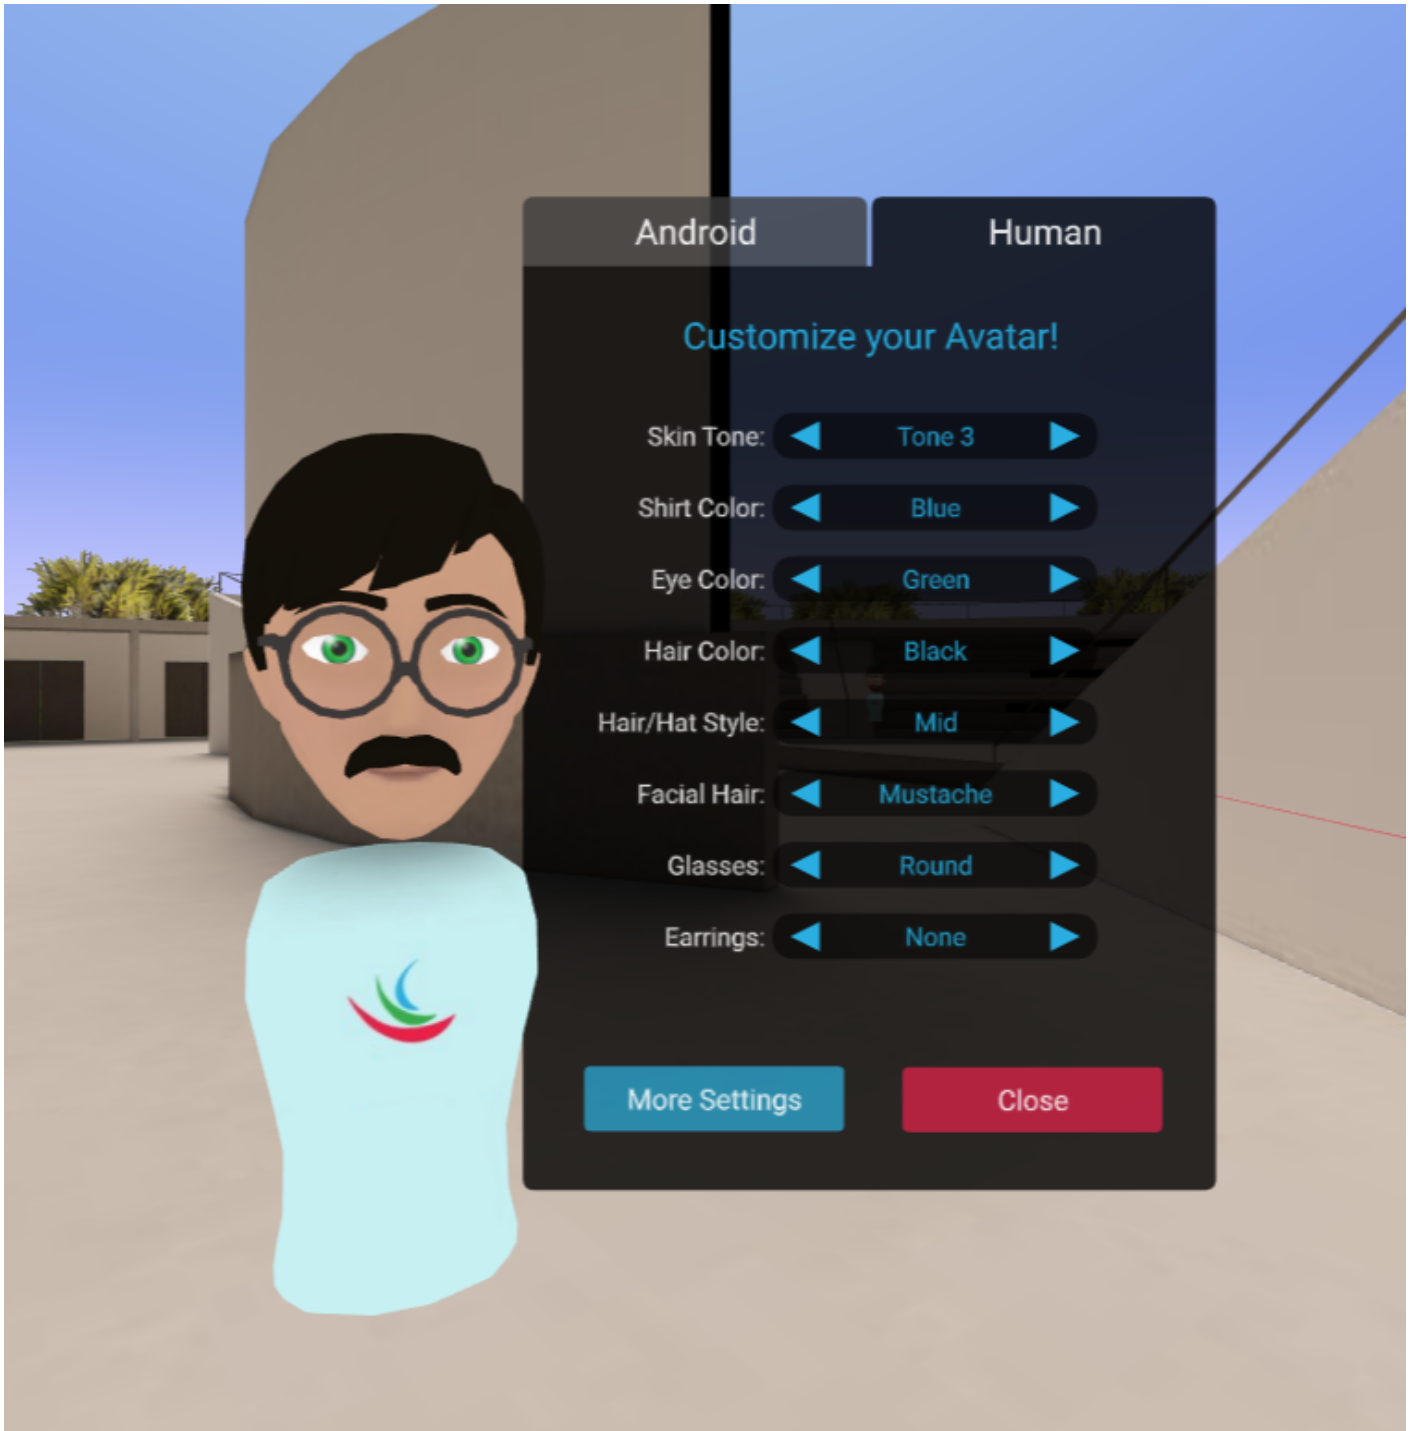 Android Human
Customize your Avatar!
Skin Tone: Tone 3
Shirt Color: Blue
Eye Color: Green
Hair Color: Black
Hair/Hat Style: Mid
Facial Hair: Mustache
Glasses: Round
Earrings: None
More Settings Close